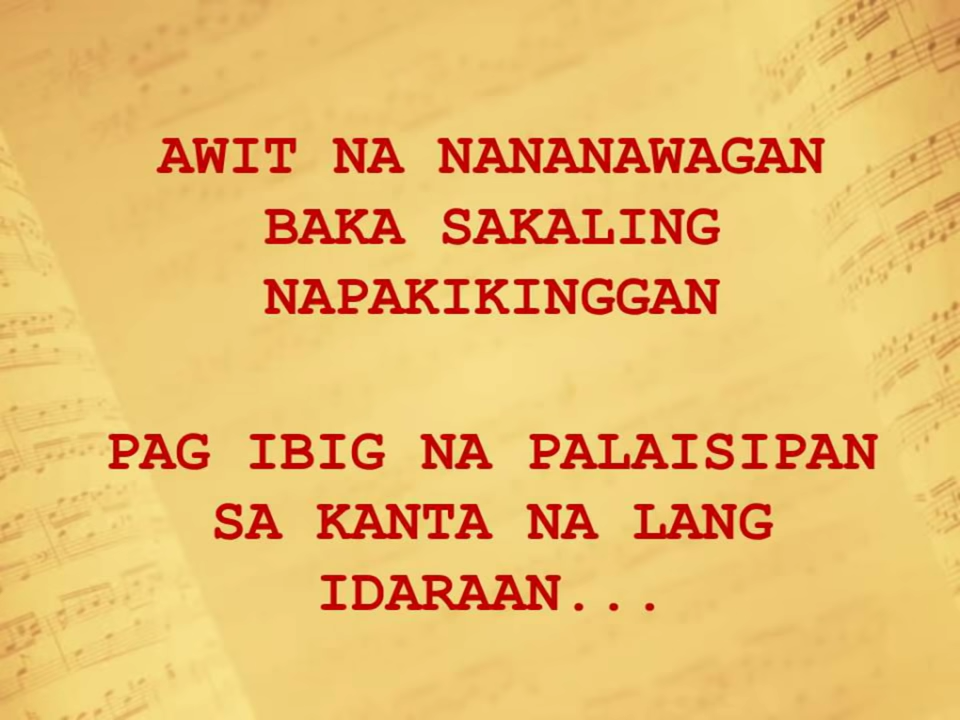 AWIT NA NANANAWAGAN
BAKA SAKALING
NAPAKIKINGGAN
PAG IBIG NA PALAISIPAN
SA KANTA NA LANG
IDARAAN...